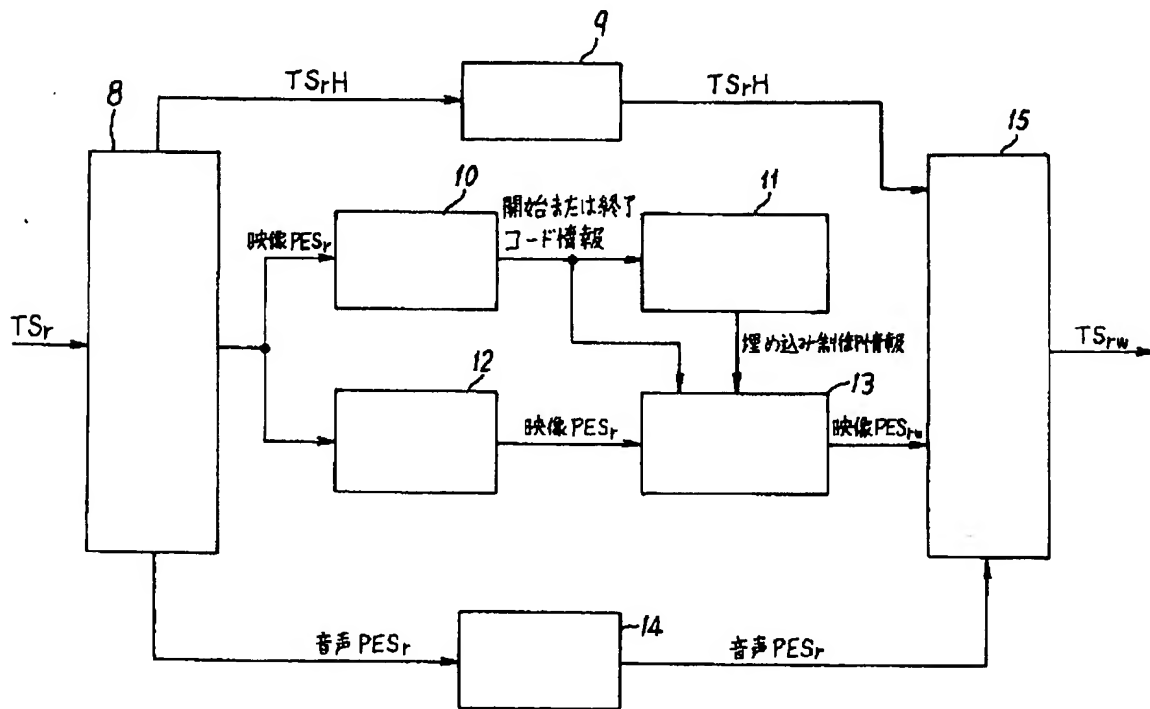 9
TSrH
TSrH
8
15
10
開始または終了
コード情報
11
映像PESr
TSr
埋め込み制御情報
TSrw
12
13
映像PESr
映像PESrw
14
音声PESr
音声PESr